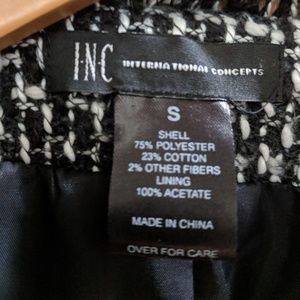 I·N·C INTERNATIONAL CONCEPTS
S
SHELL
75% POLYESTER
23% COTTON
2% OTHER FIBERS
LINING
100% ACETATE
MADE IN CHINA
OVER FOR CARE